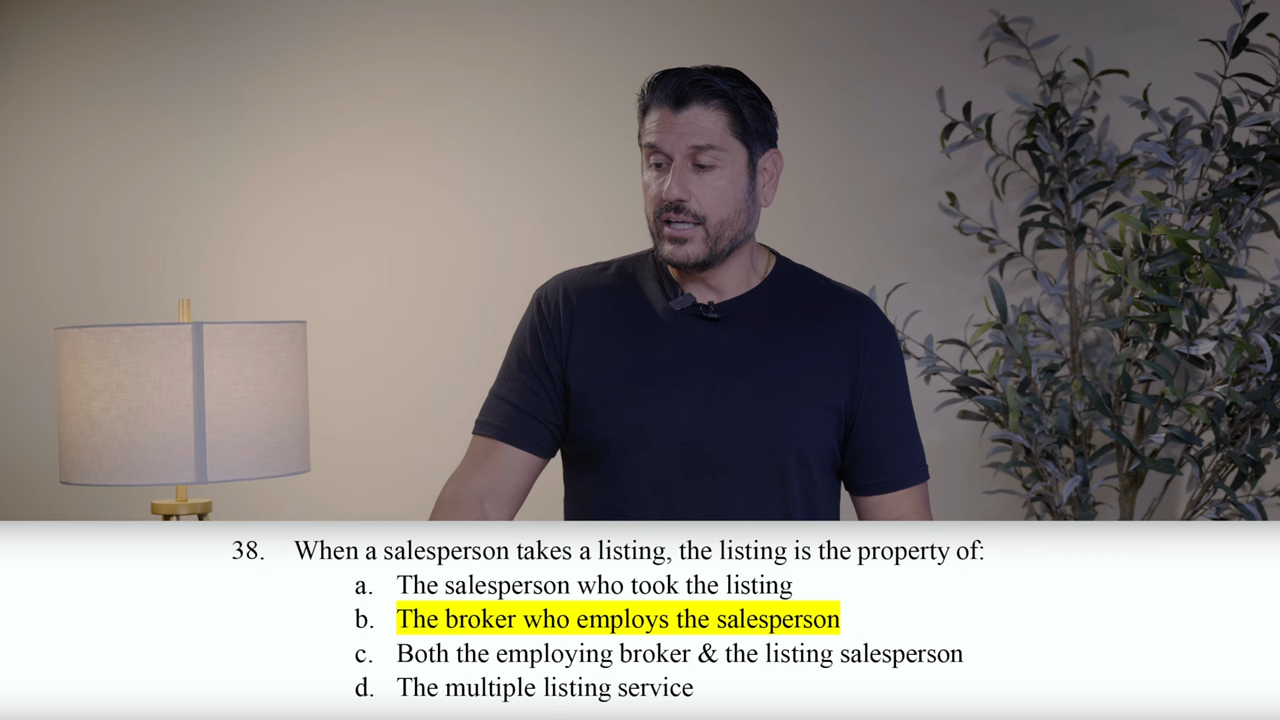 38. When a salesperson takes a listing, the listing is the property of:
a. The salesperson who took the listing
b. The broker who employs the salesperson
c. Both the employing broker & the listing salesperson
d. The multiple listing service